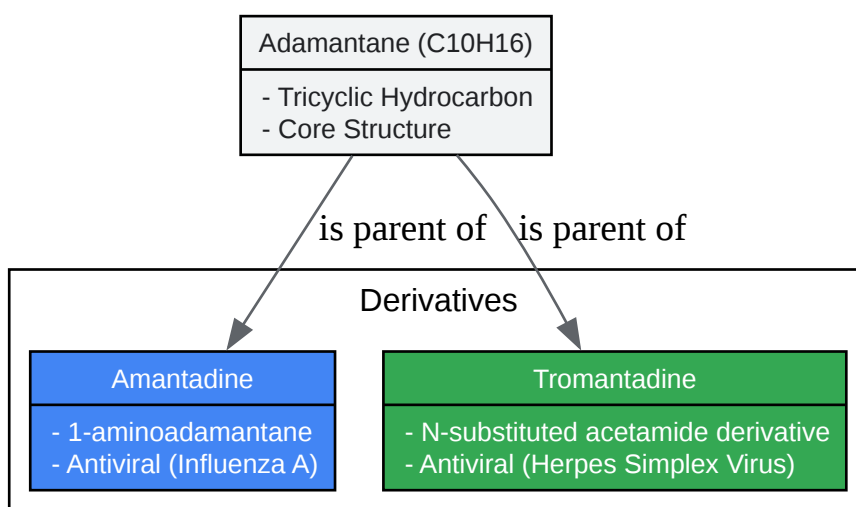 Adamantane (C10H16)
- Tricyclic Hydrocarbon
- Core Structure
is parent of
is parent of
Derivatives
Amantadine
- 1-aminoadamantane
- Antiviral (Influenza A)
Tromantadine
- N-substituted acetamide derivative
- Antiviral (Herpes Simplex Virus)